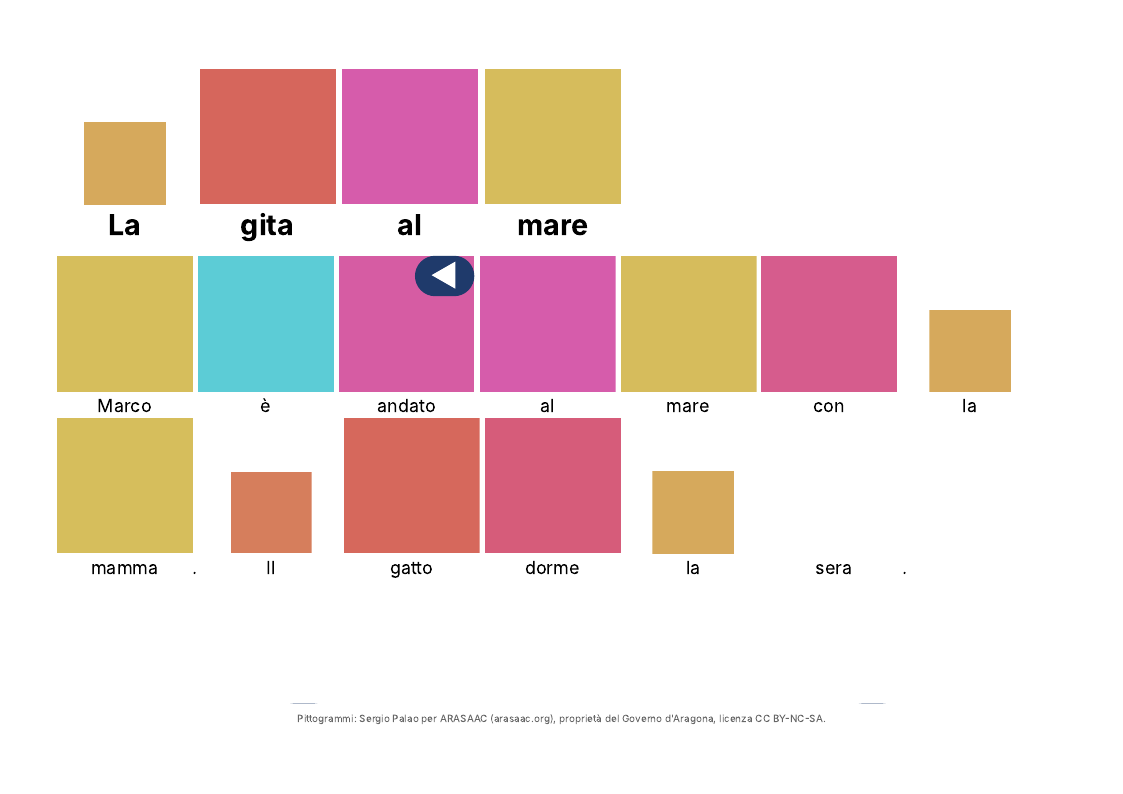 La gita al mare
Marco è andato al mare con la
mamma . Il gatto dorme la sera .
Pittogrammi: Sergio Palao per ARASAAC (arasaac.org), proprietà del Governo d'Aragona, licenza CC BY-NC-SA.